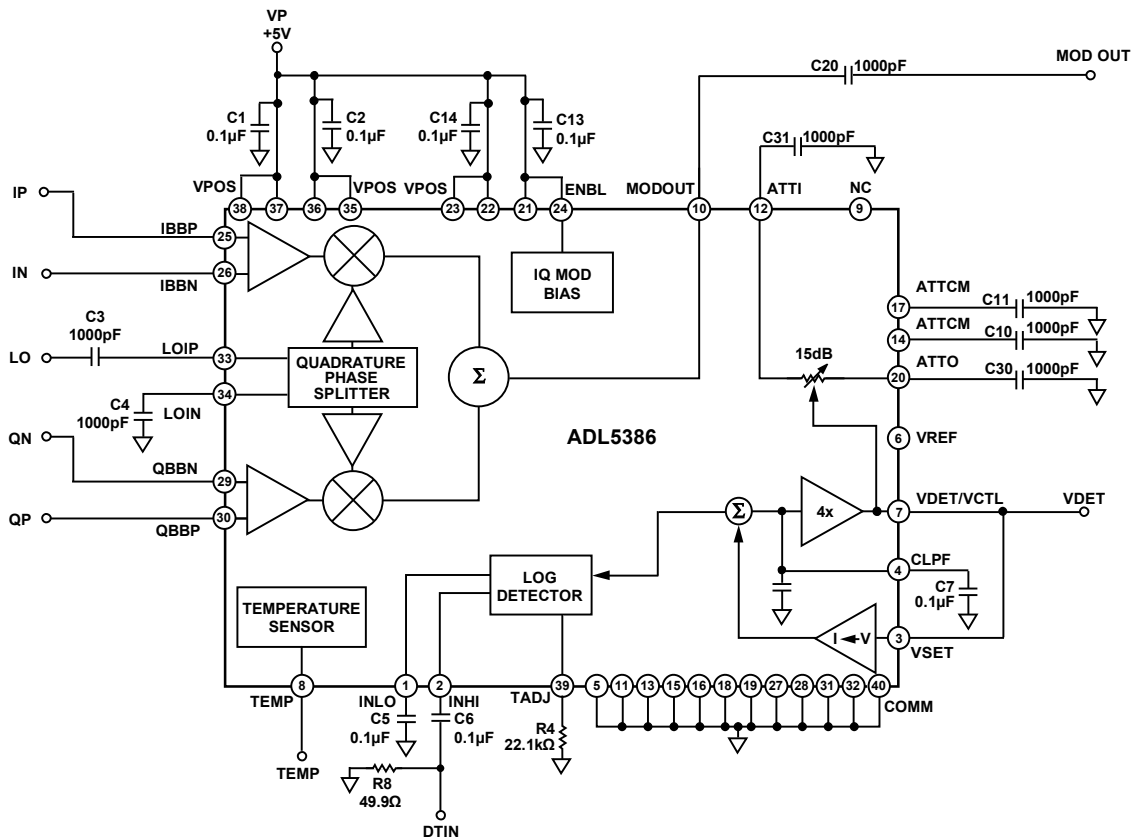 VP
+5V
MOD OUT
C20
1000pF
C1
0.1µF
C2
0.1µF
C14
0.1µF
C13
0.1µF
C31
1000pF
IP
VPOS
VPOS
VPOS
ENBL
MODOUT
ATTI
NC
38
37
36
35
23
22
21
24
10
12
9
IBBP
25
IN
IBBN
26
IQ MOD
BIAS
C3
1000pF
LO
LOIP
33
QUADRATURE
PHASE
SPLITTER
Σ
C4
1000pF
LOIN
34
15dB
ATTCM
17
C11
1000pF
ATTCM
14
C10
1000pF
ATTO
20
C30
1000pF
QN
QBBN
29
ADL5386
6
VREF
QP
QBBP
30
Σ
4x
7
VDET/VCTL
VDET
LOG
DETECTOR
CLPF
4
C7
0.1µF
TEMPERATURE
SENSOR
I
V
3
VSET
8
1
2
39
5
11
13
15
16
18
19
27
28
31
32
40
TEMP
INLO
INHI
TADJ
COMM
C5
0.1µF
C6
0.1µF
R4
22.1kΩ
TEMP
R8
49.9Ω
DTIN